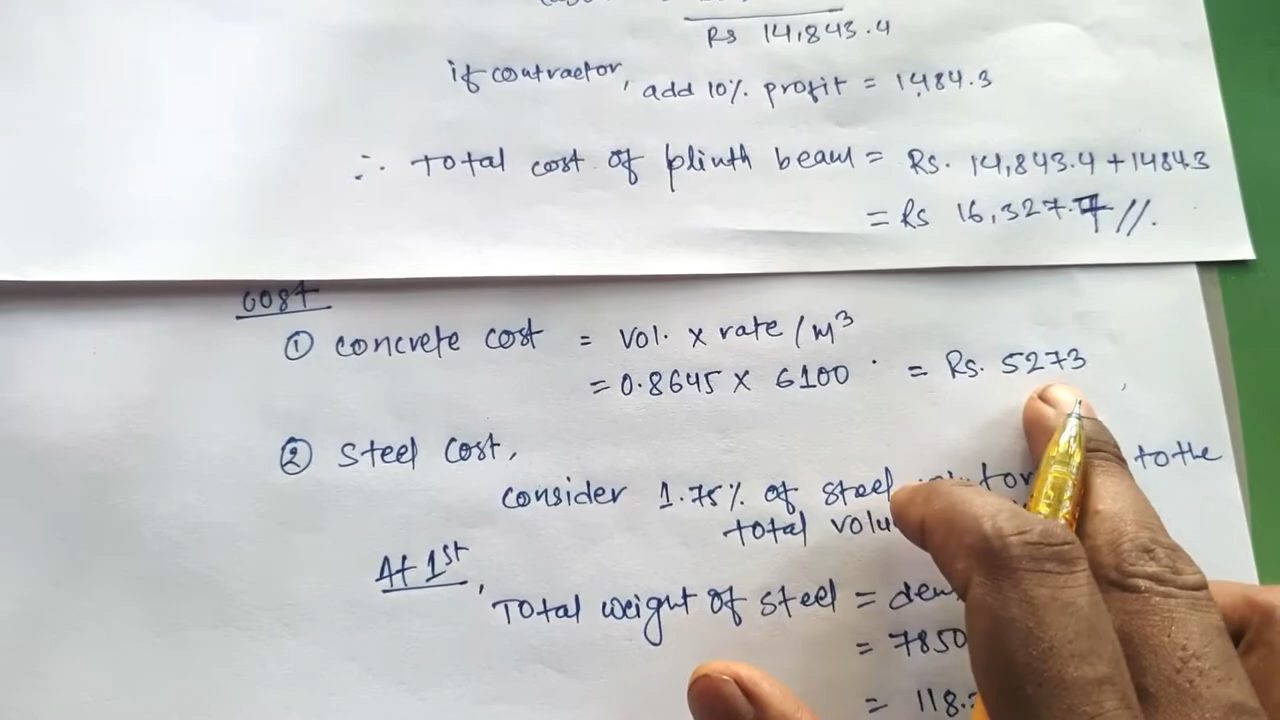 Rs 14,843.4
if contractor, add 10% profit = 1484.3
∴ Total cost of plinth beam = Rs. 14,843.4 + 1484.3
= Rs 16,327.7 //.
Cost
① Concrete cost = Vol. x rate / m³
= 0.8645 x 6100 = Rs. 5273
② Steel cost,
consider 1.75% of steel to the
total
At 1st, Total weight of steel =
= 7850
= 118.